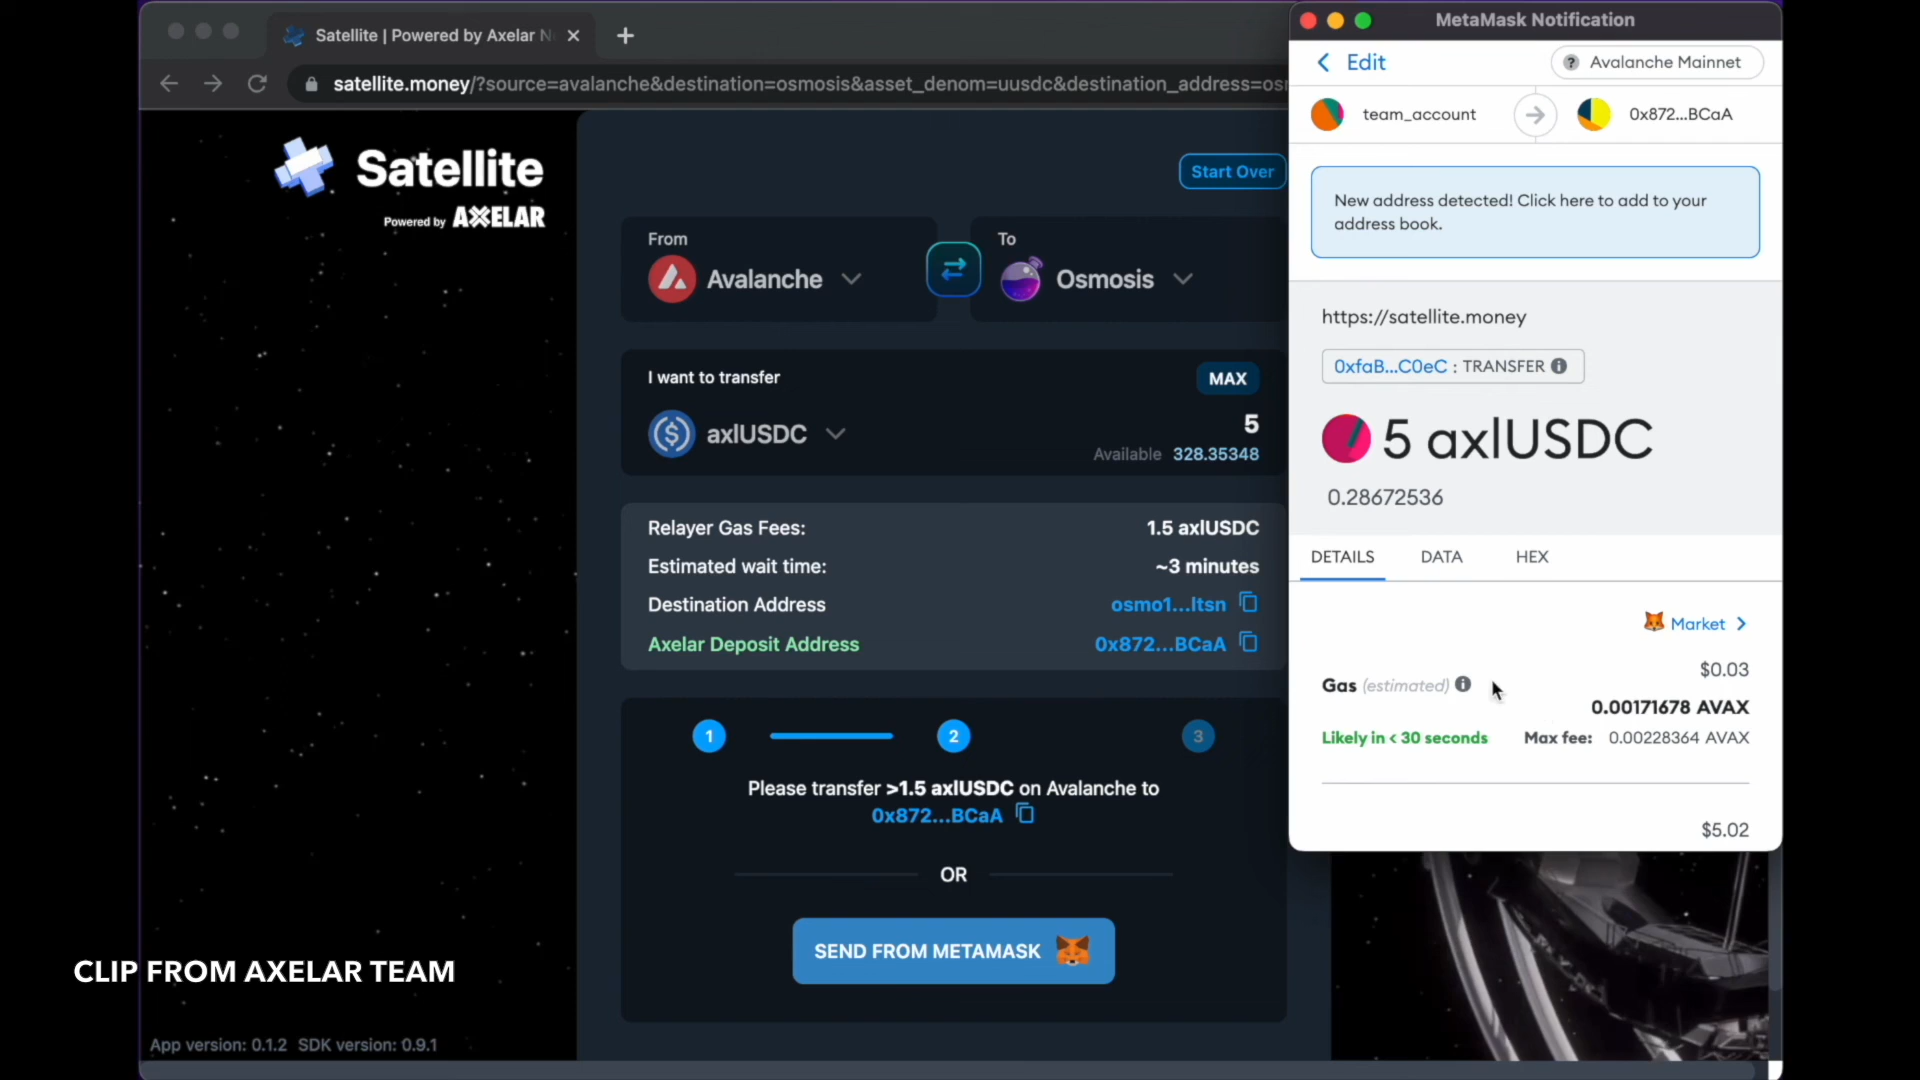 Satellite | Powered by Axelar N
satellite.money/?source=avalanche&destination=osmosis&asset_denom=uusdc&destination_address=os
Satellite
Powered by AXELAR
Start Over
From
Avalanche
To
Osmosis
I want to transfer
MAX
axlUSDC
5
Available 328.35348
Relayer Gas Fees: 1.5 axlUSDC
Estimated wait time: ~3 minutes
Destination Address osmo1...ltsn
Axelar Deposit Address 0x872...BCaA
1 2 3
Please transfer >1.5 axlUSDC on Avalanche to
0x872...BCaA
OR
SEND FROM METAMASK
CLIP FROM AXELAR TEAM
App version: 0.1.2 SDK version: 0.9.1
MetaMask Notification
Edit
Avalanche Mainnet
team_account
0x872...BCaA
New address detected! Click here to add to your
address book.
https://satellite.money
0xfaB...C0eC : TRANSFER
5 axlUSDC
0.28672536
DETAILS DATA HEX
Market
$0.03
Gas (estimated)
0.00171678 AVAX
Likely in < 30 seconds Max fee: 0.00228364 AVAX
$5.02